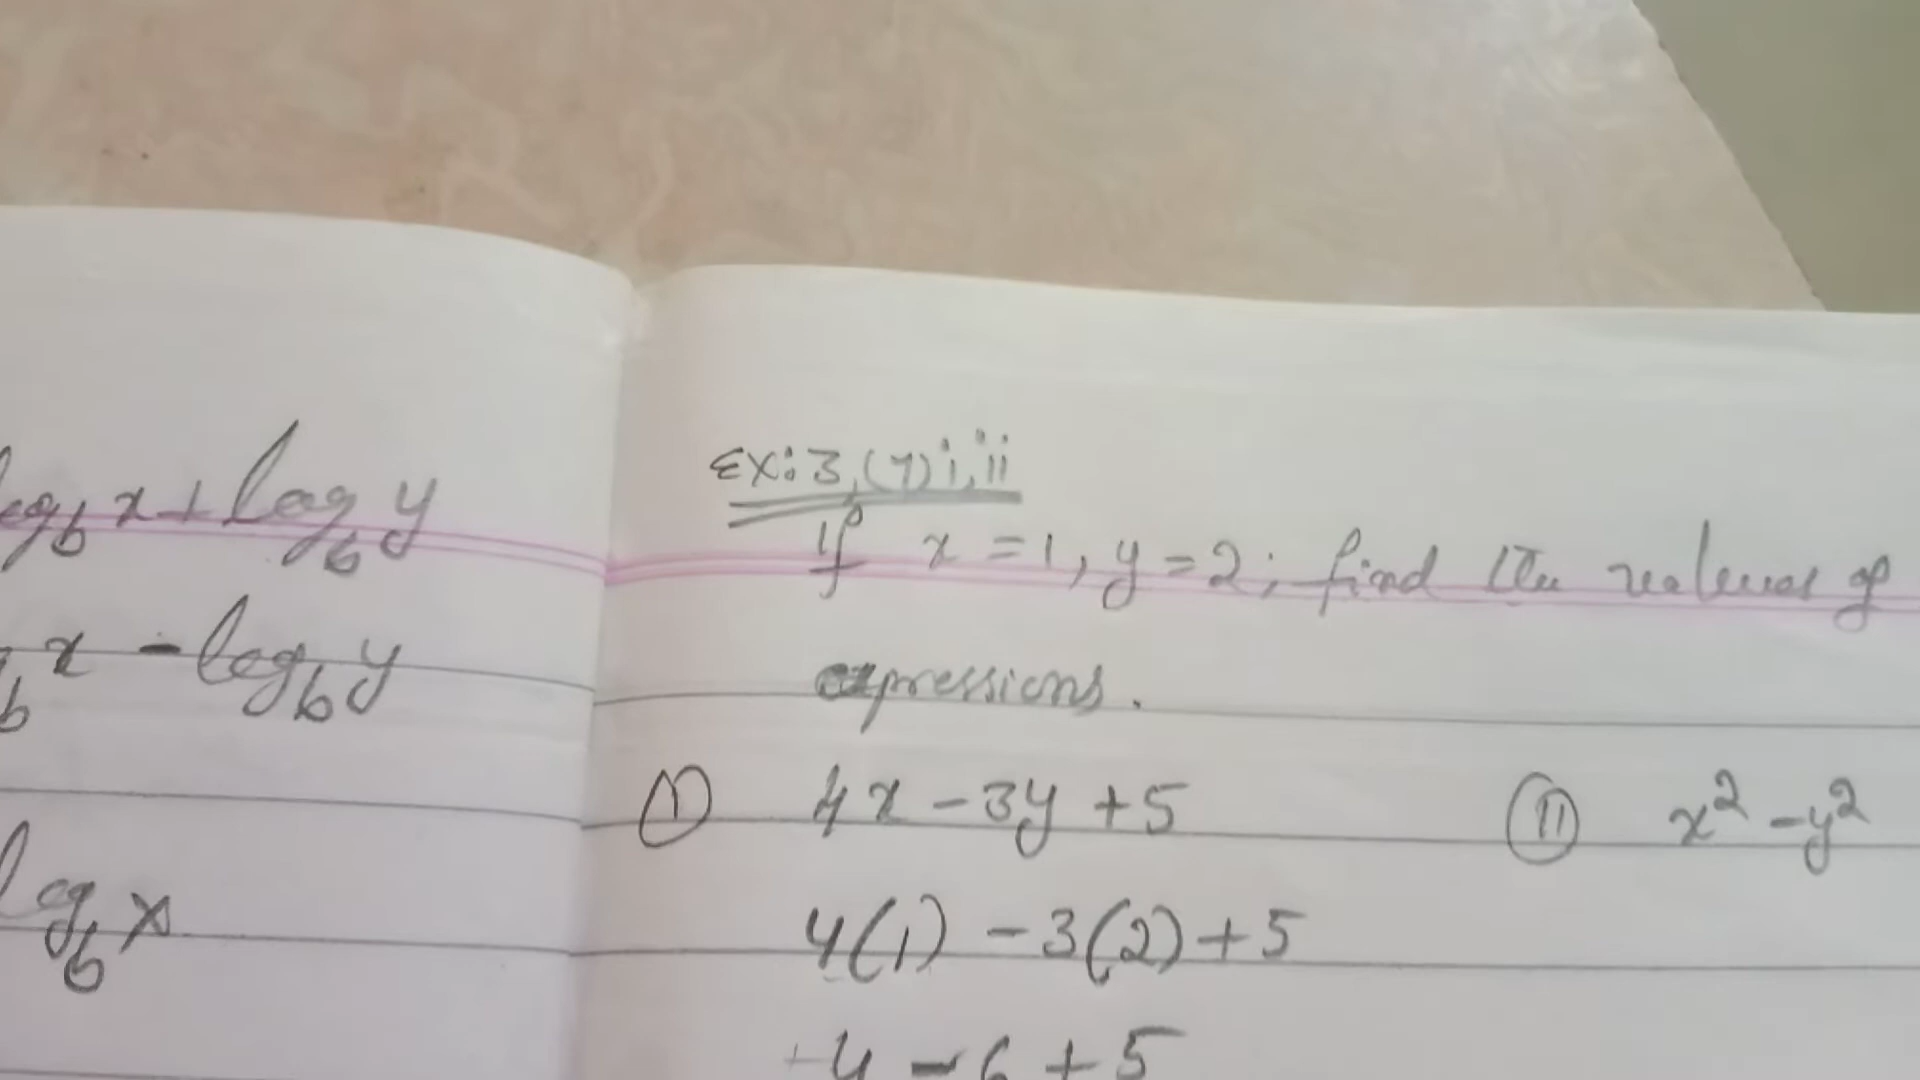 log_b x + log_b y
_b x - log_b y
log_b x
Ex: 3, (7) i, ii
If x = 1, y = 2; find the values of
expressions.
(i) 4x - 3y + 5 (ii) x² - y²
4(1) - 3(2) + 5
+4 - 6 + 5